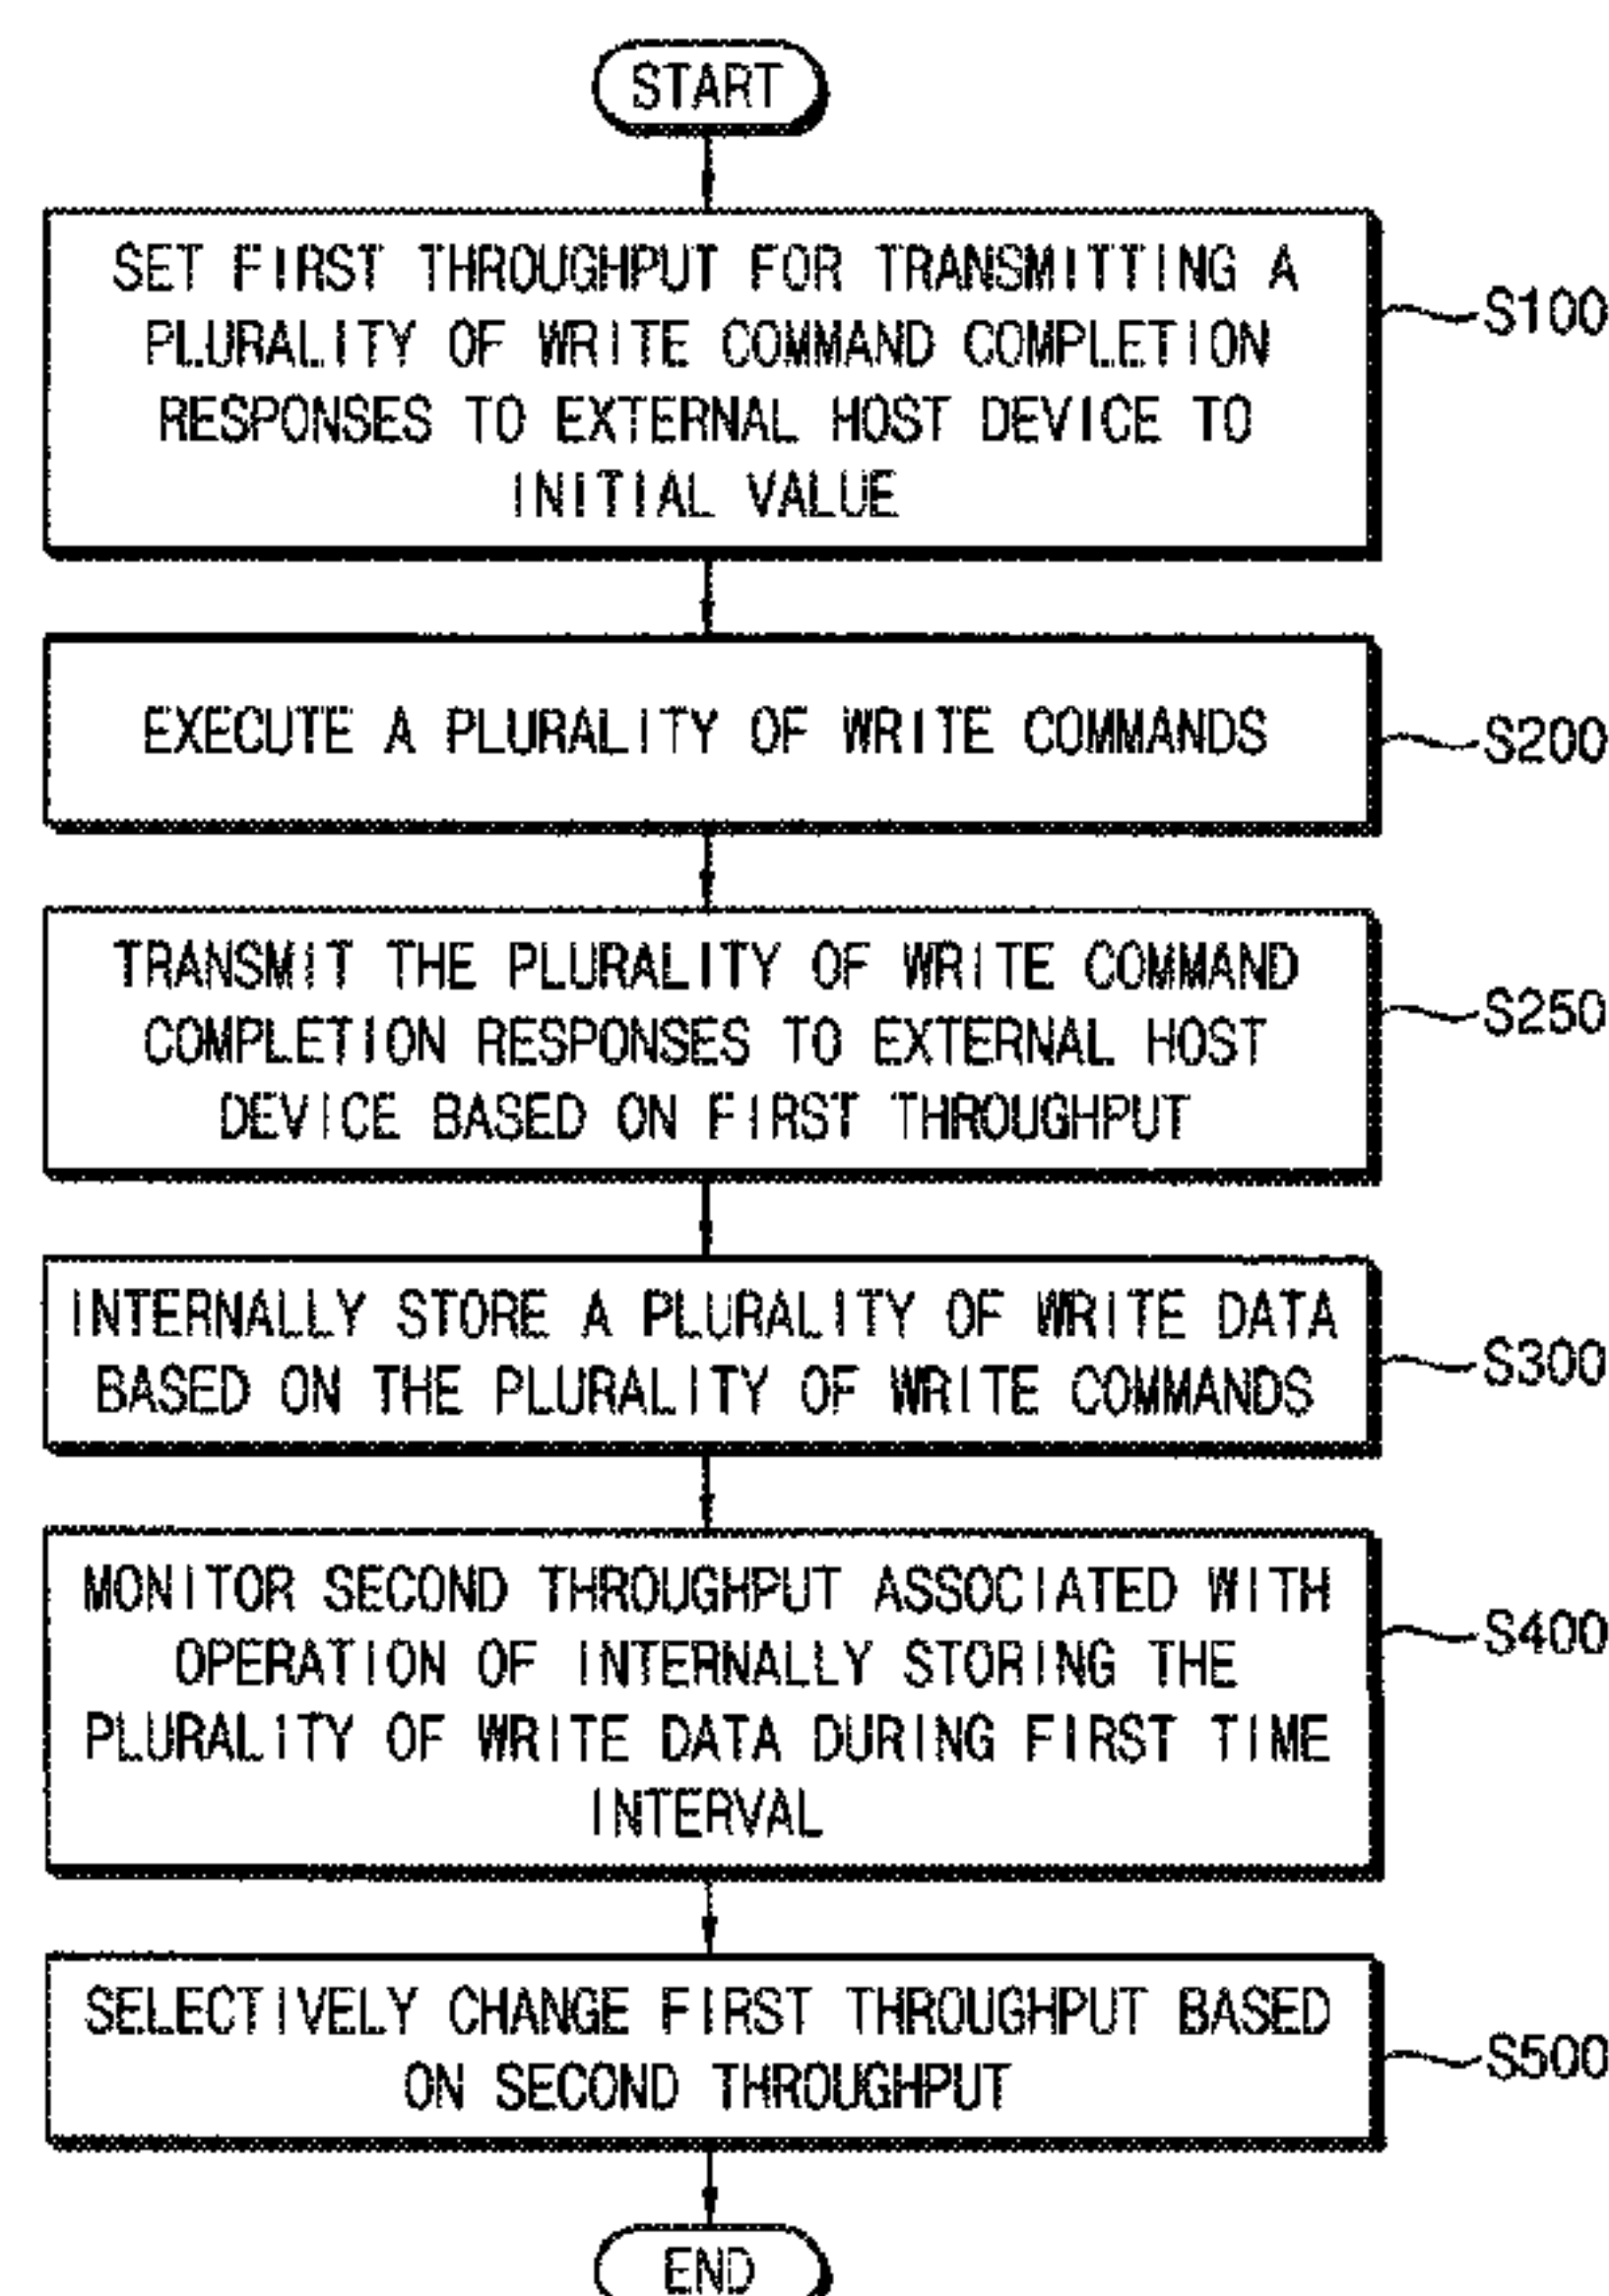 START
SET FIRST THROUGHPUT FOR TRANSMITTING A
PLURALITY OF WRITE COMMAND COMPLETION
RESPONSES TO EXTERNAL HOST DEVICE TO
INITIAL VALUE
S100
EXECUTE A PLURALITY OF WRITE COMMANDS
S200
TRANSMIT THE PLURALITY OF WRITE COMMAND
COMPLETION RESPONSES TO EXTERNAL HOST
DEVICE BASED ON FIRST THROUGHPUT
S250
INTERNALLY STORE A PLURALITY OF WRITE DATA
BASED ON THE PLURALITY OF WRITE COMMANDS
S300
MONITOR SECOND THROUGHPUT ASSOCIATED WITH
OPERATION OF INTERNALLY STORING THE
PLURALITY OF WRITE DATA DURING FIRST TIME
INTERVAL
S400
SELECTIVELY CHANGE FIRST THROUGHPUT BASED
ON SECOND THROUGHPUT
S500
END